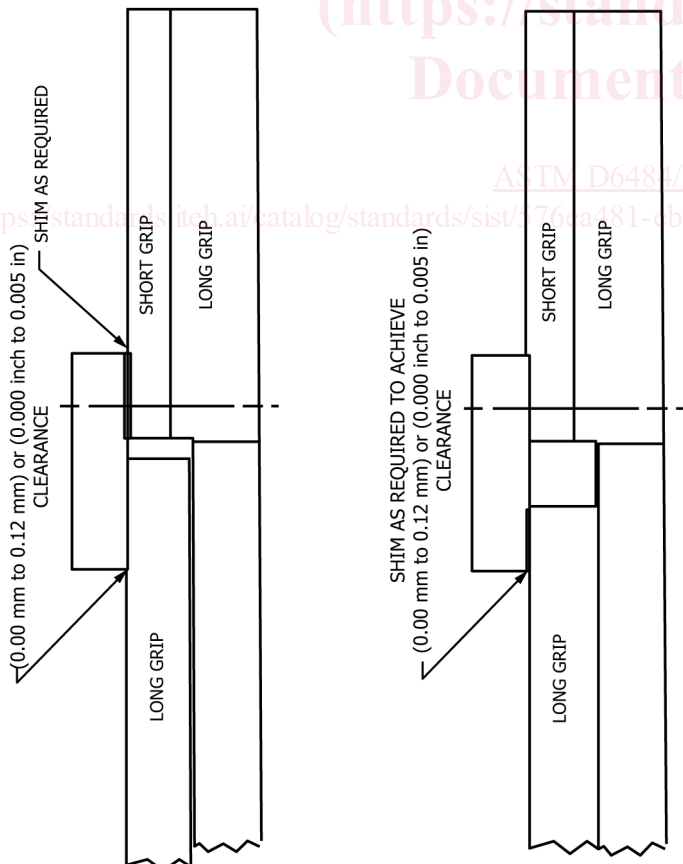 (https://stand
Document
ASTM D6484/
ps://standards.iteh.ai/catalog/standards/sist/576ea481-cb
(0.00 mm to 0.12 mm) or (0.000 inch to 0.005 in)
CLEARANCE
SHIM AS REQUIRED
SHORT GRIP
LONG GRIP
LONG GRIP
SHIM AS REQUIRED TO ACHIEVE
(0.00 mm to 0.12 mm) or (0.000 inch to 0.005 in)
CLEARANCE
SHORT GRIP
LONG GRIP
LONG GRIP